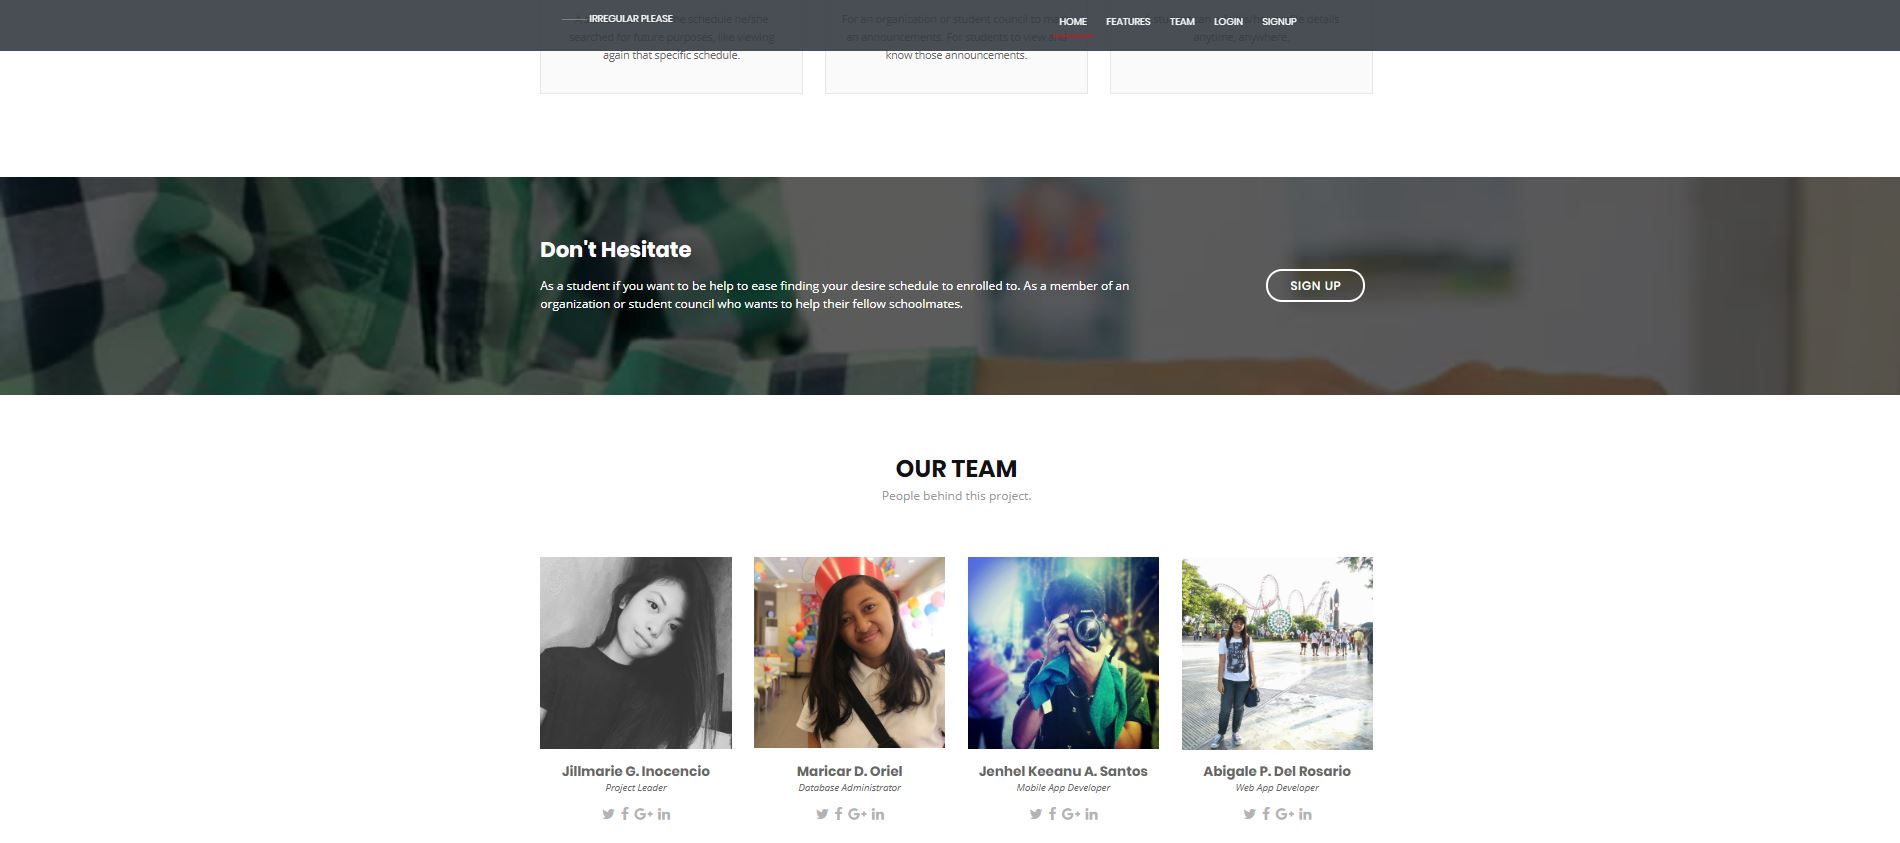 IRREGULAR PLEASE
HOME FEATURES TEAM LOGIN SIGNUP
the schedule he/she
searched for future purposes, like viewing
again that specific schedule.
For an organization or student council to
an announcements. For students to view and
know those announcements.
details
anytime, anywhere.
Don't Hesitate
As a student if you want to be help to ease finding your desire schedule to enrolled to. As a member of an
organization or student council who wants to help their fellow schoolmates.
SIGN UP
OUR TEAM
People behind this project.
Jillmarie G. Inocencio
Project Leader
Maricar D. Oriel
Database Administrator
Jenhel Keeanu A. Santos
Mobile App Developer
Abigale P. Del Rosario
Web App Developer